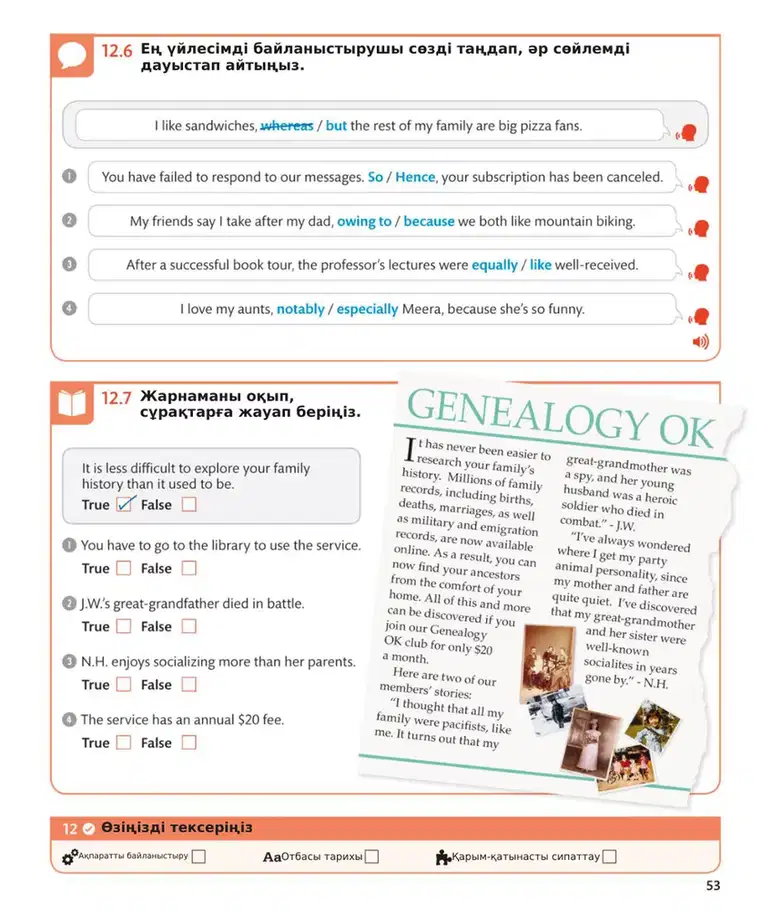 12.6 Ең үйлесімді байланыстырушы сөзді таңдап, әр сөйлемді
дауыстап айтыңыз.
I like sandwiches, whereas / but the rest of my family are big pizza fans.
1 You have failed to respond to our messages. So / Hence, your subscription has been canceled.
2 My friends say I take after my dad, owing to / because we both like mountain biking.
3 After a successful book tour, the professor's lectures were equally / like well-received.
4 I love my aunts, notably / especially Meera, because she's so funny.
12.7 Жарнаманы оқып,
сұрақтарға жауап беріңіз.
It is less difficult to explore your family
history than it used to be.
True False
1 You have to go to the library to use the service.
True False
2 J.W.'s great-grandfather died in battle.
True False
3 N.H. enjoys socializing more than her parents.
True False
4 The service has an annual $20 fee.
True False
GENEALOGY OK
It has never been easier to
research your family's
history. Millions of family
records, including births,
deaths, marriages, as well
as military and emigration
records, are now available
online. As a result, you can
now find your ancestors
from the comfort of your
home. All of this and more
can be discovered if you
join our Genealogy
OK club for only $20
a month.
Here are two of our
members' stories:
"I thought that all my
family were pacifists, like
me. It turns out that my
great-grandmother was
a spy, and her young
husband was a heroic
soldier who died in
combat." - J.W.
"I've always wondered
where I get my party
animal personality, since
my mother and father are
quite quiet. I've discovered
that my great-grandmother
and her sister were
well-known
socialites in years
gone by." - N.H.
12 Өзіңізді тексеріңіз
Ақпаратты байланыстыру
Aa Отбасы тарихы
Қарым-қатынасты сипаттау
53